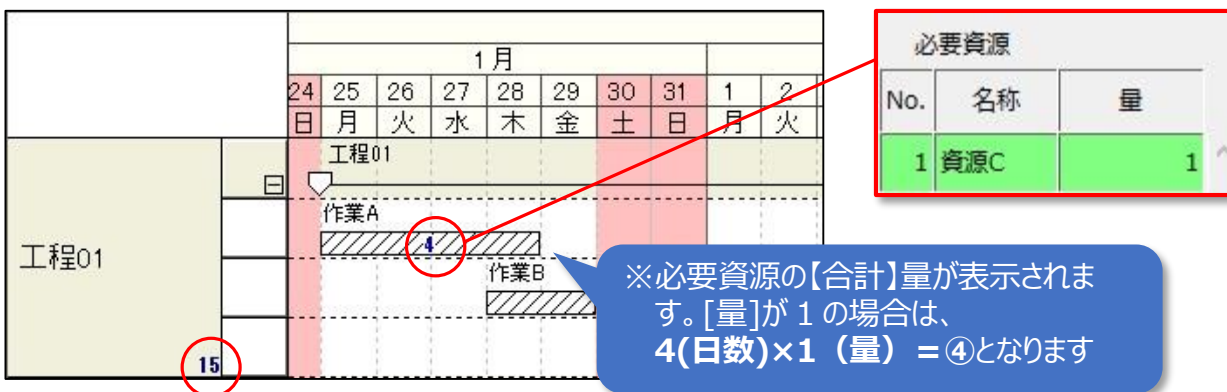 1月
24 25 26 27 28 29 30 31 1 2
日 月 火 水 木 金 土 日 月 火
工程01
作業A
4
工程01
作業B
15
必要資源
No. 名称 量
1 資源C 1
※必要資源の【合計】量が表示されま
す。[量]が1の場合は、
4(日数)×1（量）=④となります